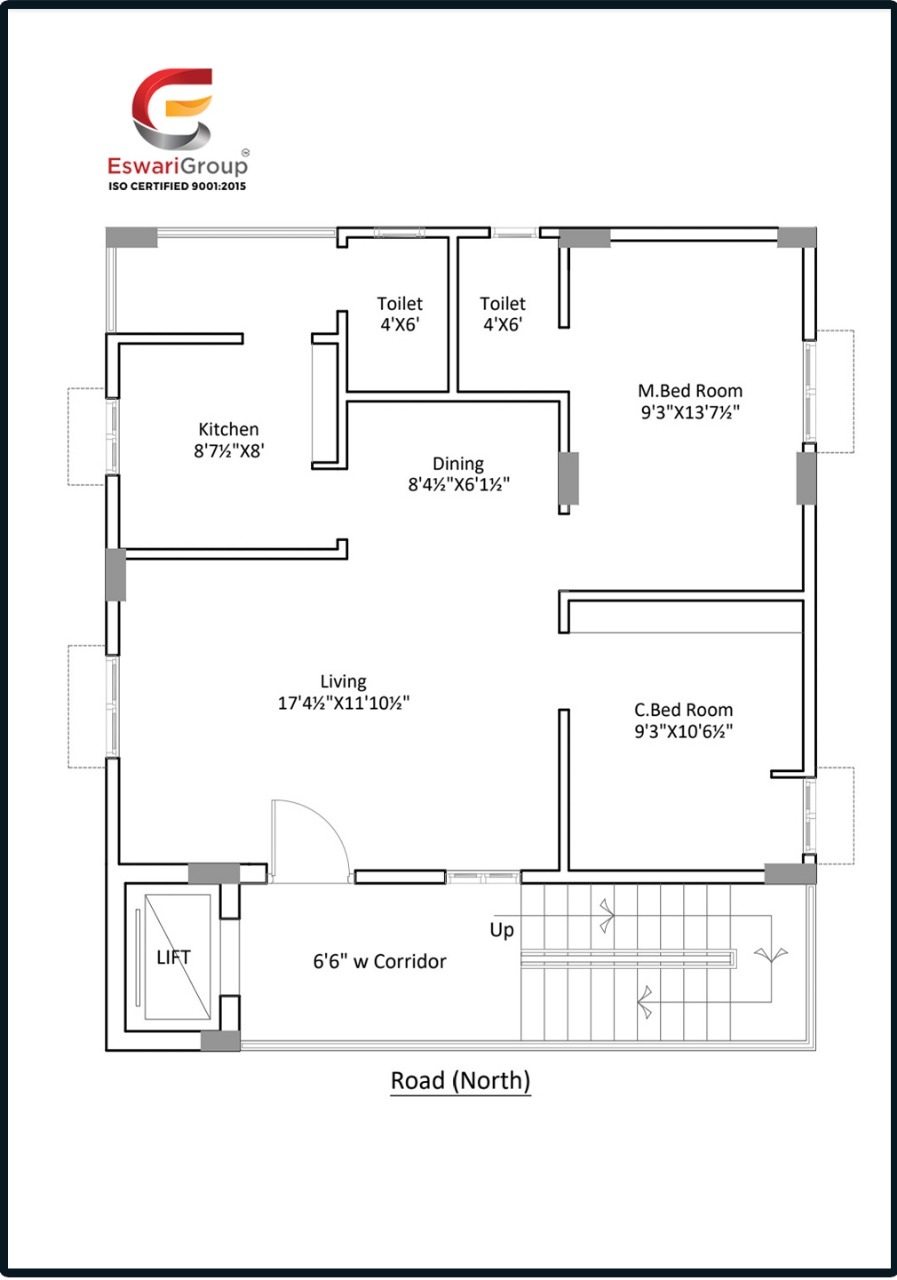 EswariGroup™
ISO CERTIFIED 9001:2015
Toilet
4'X6'
Toilet
4'X6'
M.Bed Room
9'3"X13'7½"
Kitchen
8'7½"X8'
Dining
8'4½"X6'1½"
Living
17'4½"X11'10½"
C.Bed Room
9'3"X10'6½"
Up
LIFT
6'6" w Corridor
Road (North)